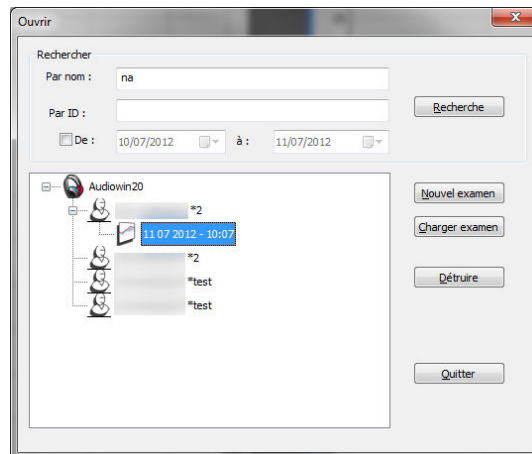 Ouvrir
Rechercher
Par nom :
na
Par ID :
Recherche
De :
10/07/2012
à :
11/07/2012
Audiowin20
*2
11 07 2012 - 10:07
*2
*test
*test
Nouvel examen
Charger examen
Détruire
Quitter